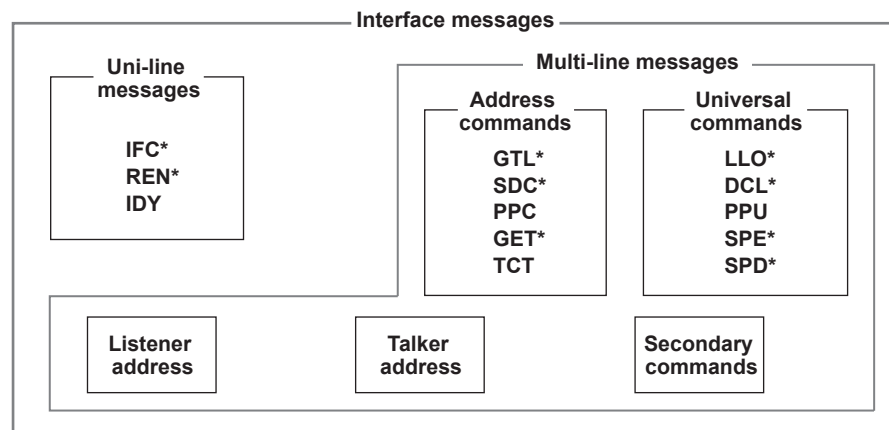 Interface messages
Uni-line
messages
IFC*
REN*
IDY
Multi-line messages
Address
commands
GTL*
SDC*
PPC
GET*
TCT
Universal
commands
LLO*
DCL*
PPU
SPE*
SPD*
Listener
address
Talker
address
Secondary
commands